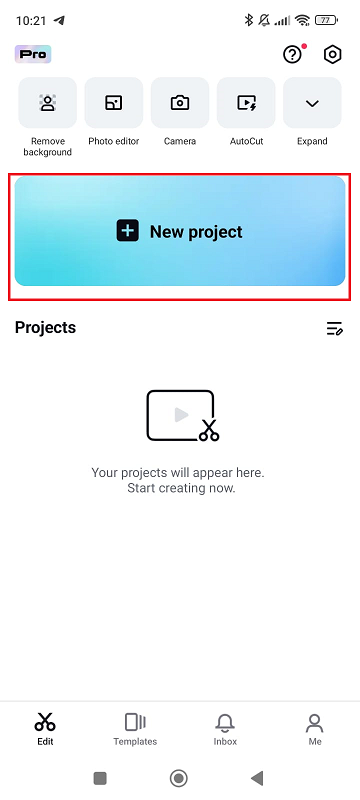 10:21
77
Pro
Remove
background
Photo editor
Camera
AutoCut
Expand
New project
Projects
Your projects will appear here.
Start creating now.
Edit
Templates
Inbox
Me